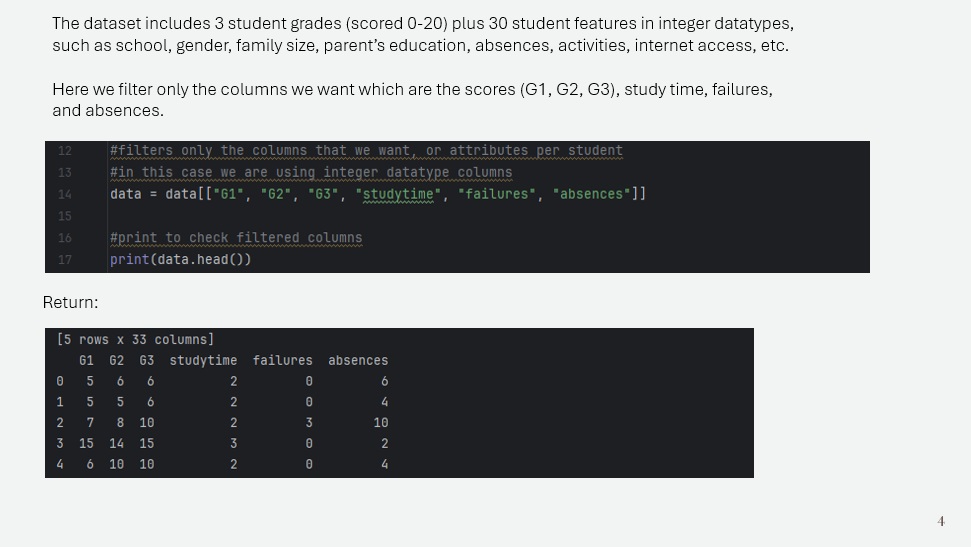 The dataset includes 3 student grades (scored 0-20) plus 30 student features in integer datatypes,
such as school, gender, family size, parent's education, absences, activities, internet access, etc.
Here we filter only the columns we want which are the scores (G1, G2, G3), study time, failures,
and absences.
12 #filters only the columns that we want, or attributes per student
13 #in this case we are using integer datatype columns
14 data = data[["G1", "G2", "G3", "studytime", "failures", "absences"]]
15
16 #print to check filtered columns
17 print(data.head())
Return:
[5 rows x 33 columns]
G1 G2 G3 studytime failures absences
0 5 6 6 2 0 6
1 5 5 6 2 0 4
2 7 8 10 2 3 10
3 15 14 15 3 0 2
4 6 10 10 2 0 4
4